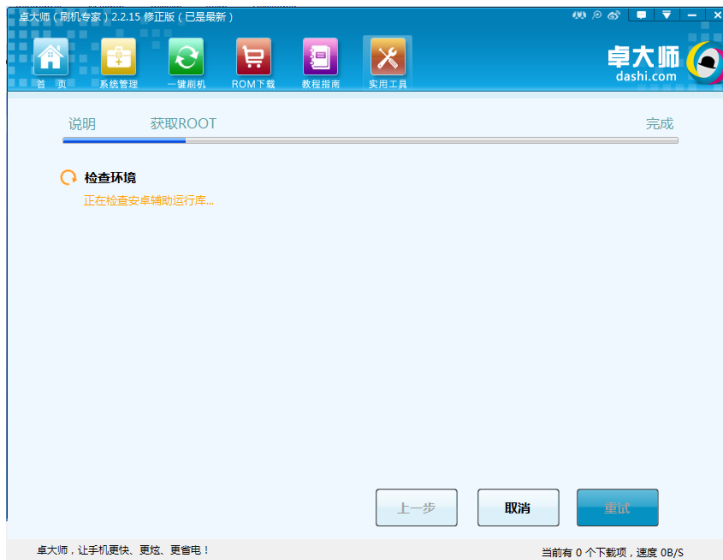 卓大师（刷机专家）2.2.15 修正版（已是最新）
首 页
系统管理
一键刷机
ROM下载
教程指南
实用工具
卓大师
dashi.com
说明
获取ROOT
完成
检查环境
正在检查安卓辅助运行库...
上一步
取消
重试
卓大师，让手机更快、更炫、更省电！
当前有 0 个下载项，速度 0B/S